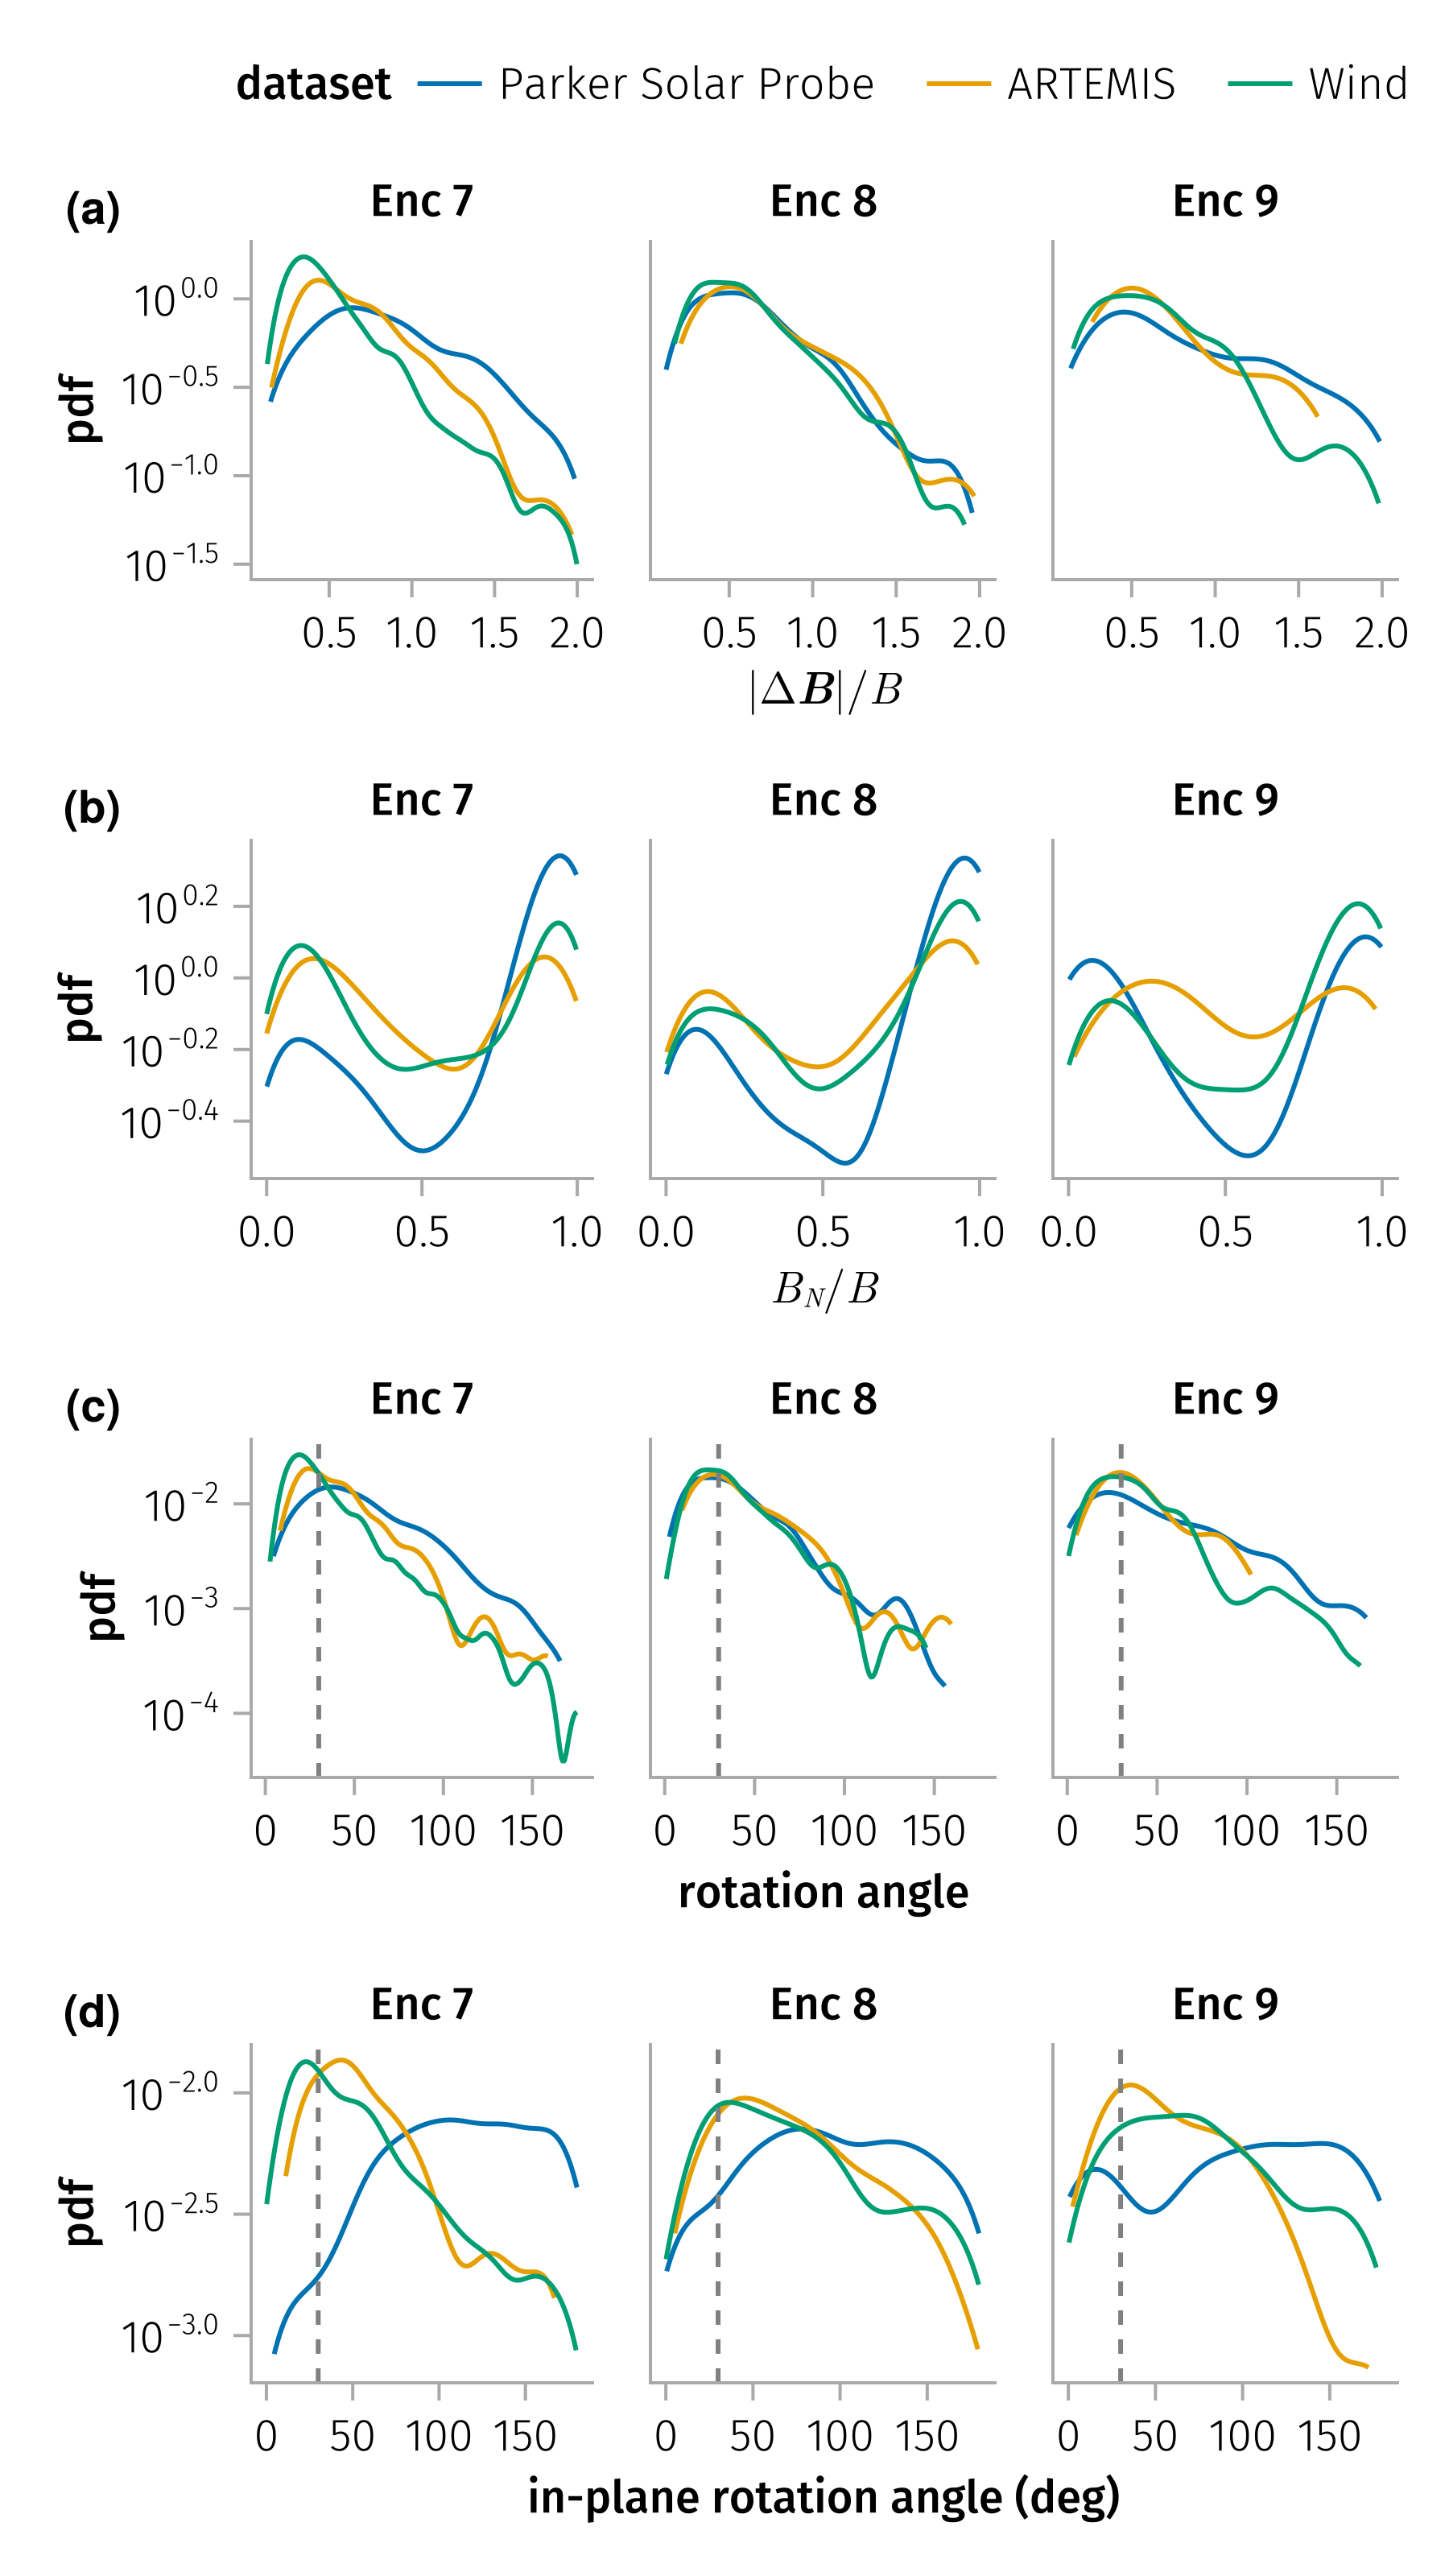 dataset Parker Solar Probe ARTEMIS Wind
(a) Enc 7 Enc 8 Enc 9
pdf
10^0.0
10^−0.5
10^−1.0
10^−1.5
0.5 1.0 1.5 2.0 0.5 1.0 1.5 2.0 0.5 1.0 1.5 2.0
|ΔB|/B
(b) Enc 7 Enc 8 Enc 9
pdf
10^0.2
10^0.0
10^−0.2
10^−0.4
0.0 0.5 1.0 0.0 0.5 1.0 0.0 0.5 1.0
B_N/B
(c) Enc 7 Enc 8 Enc 9
pdf
10^−2
10^−3
10^−4
0 50 100 150 0 50 100 150 0 50 100 150
rotation angle
(d) Enc 7 Enc 8 Enc 9
pdf
10^−2.0
10^−2.5
10^−3.0
0 50 100 150 0 50 100 150 0 50 100 150
in-plane rotation angle (deg)